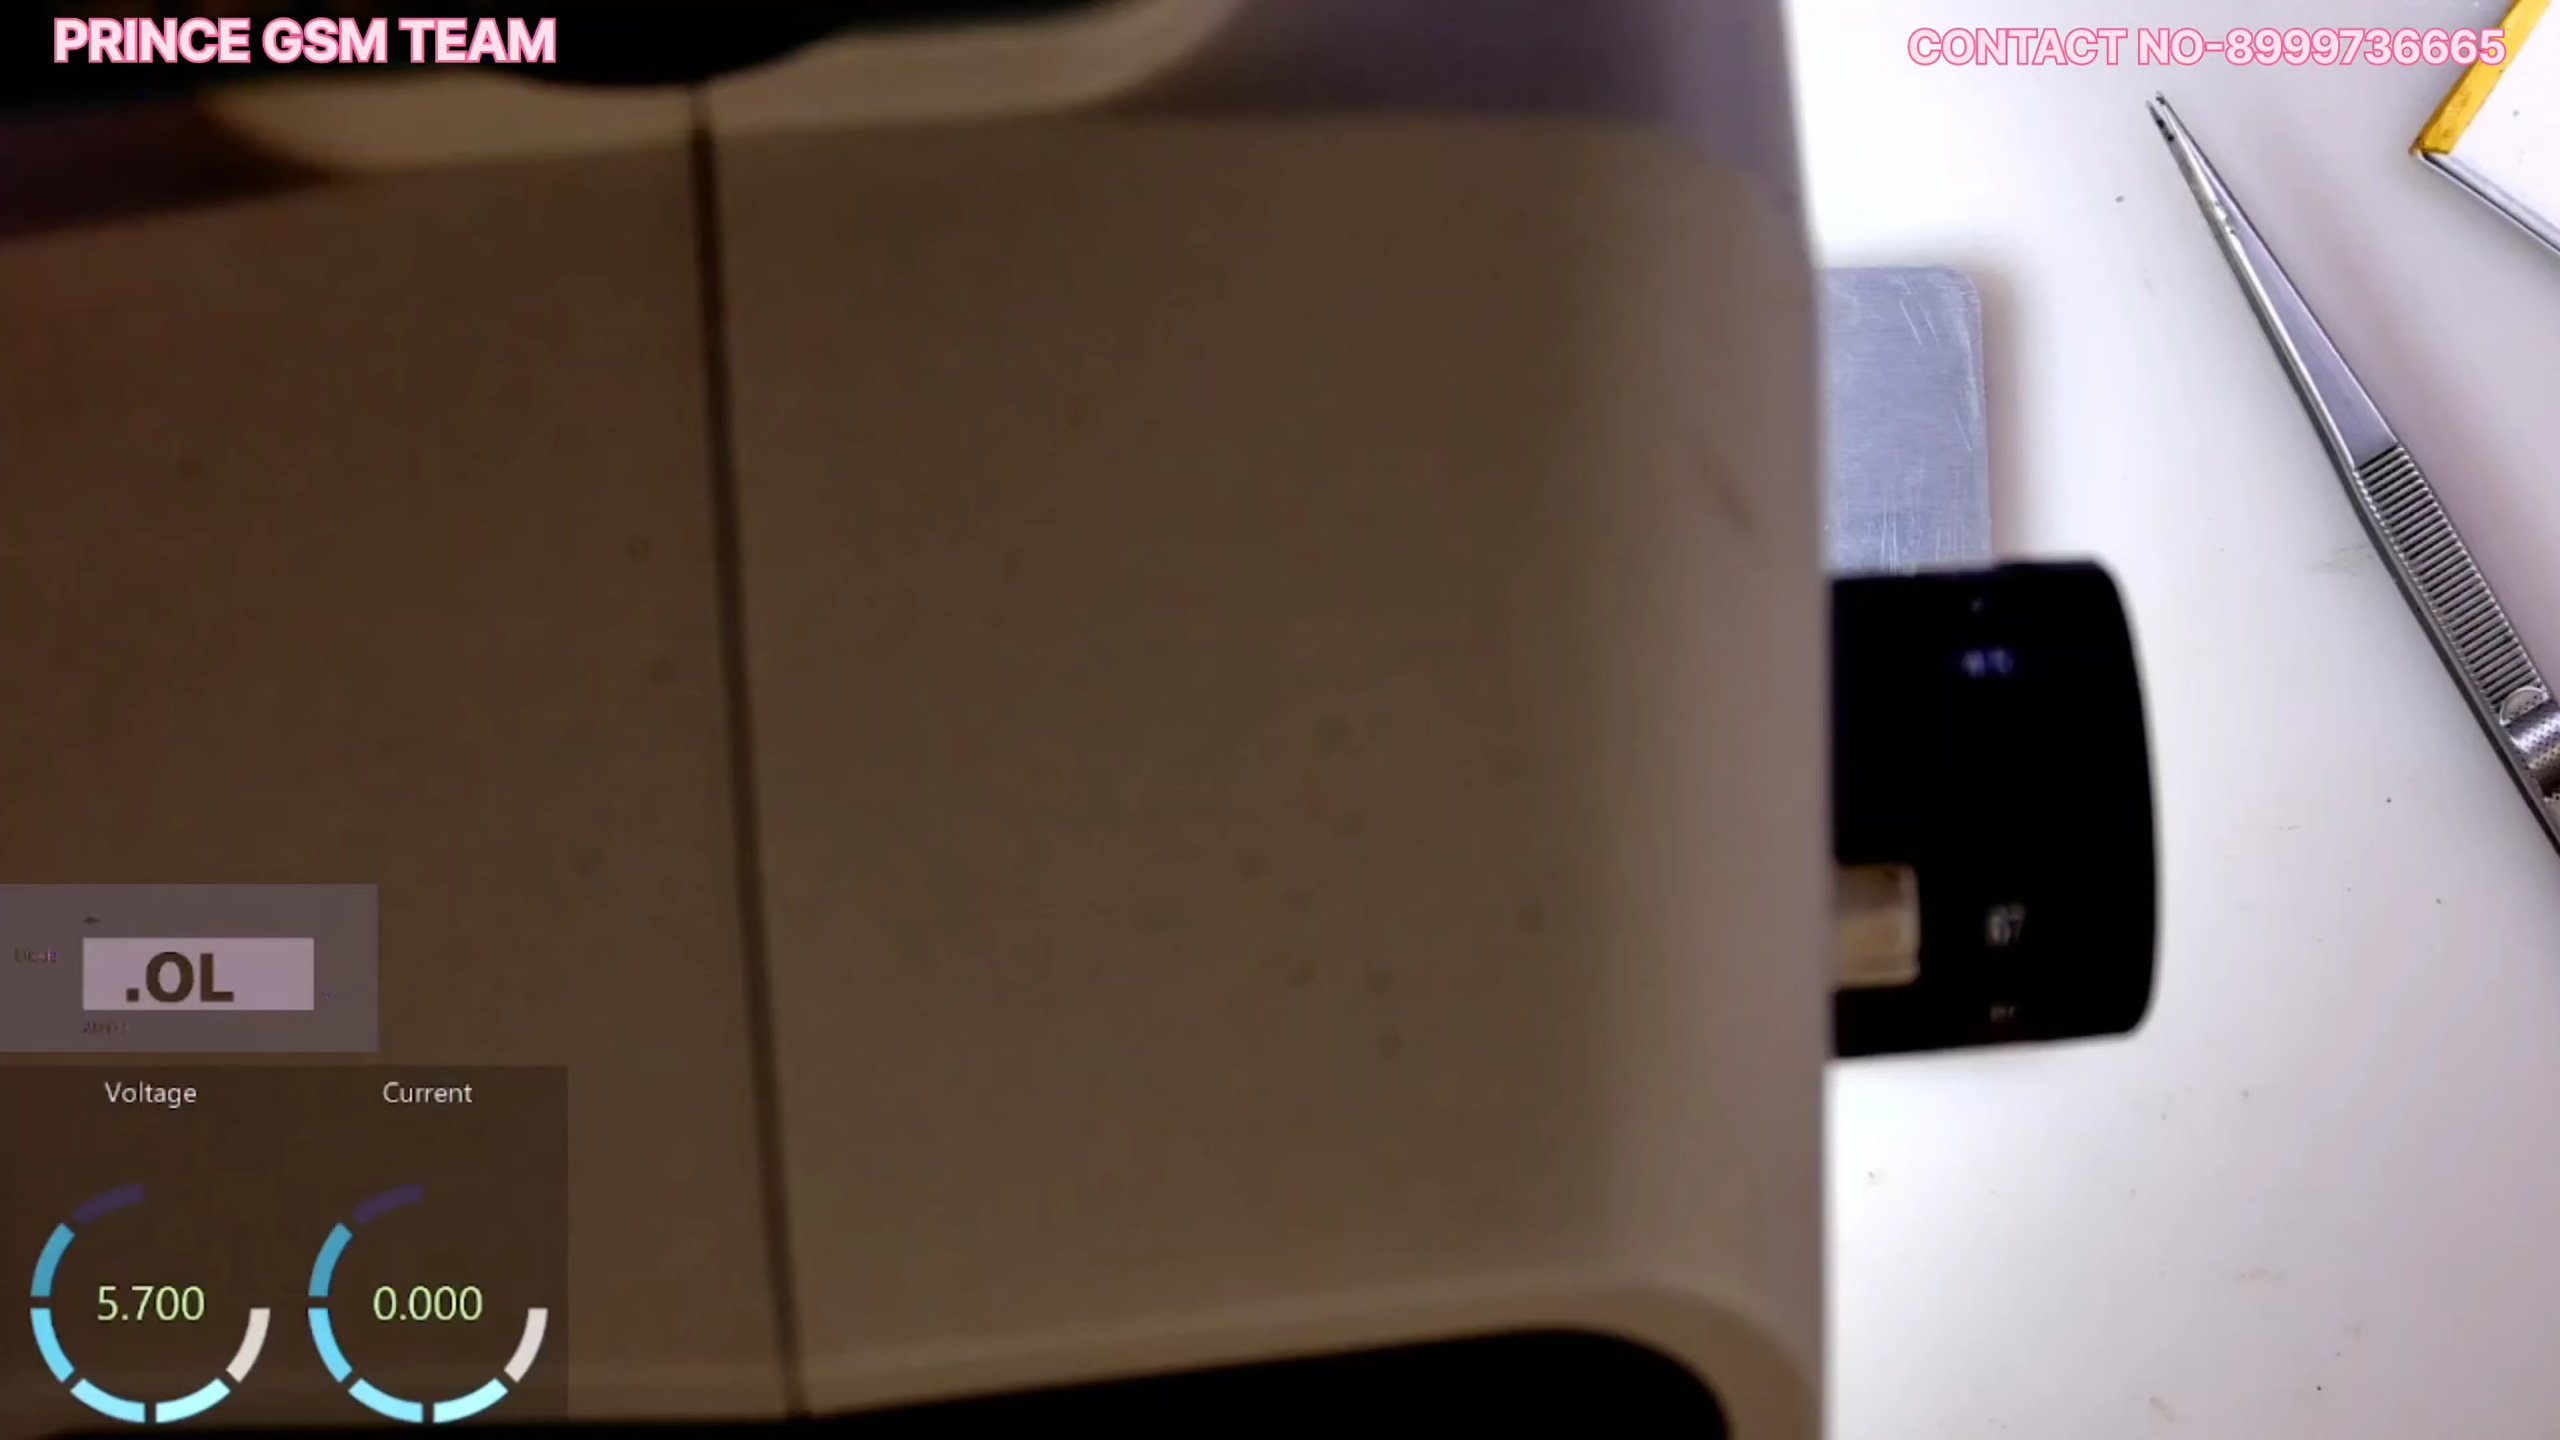 PRINCE GSM TEAM
CONTACT NO-8999736665
.OL
Voltage
Current
5.700
0.000